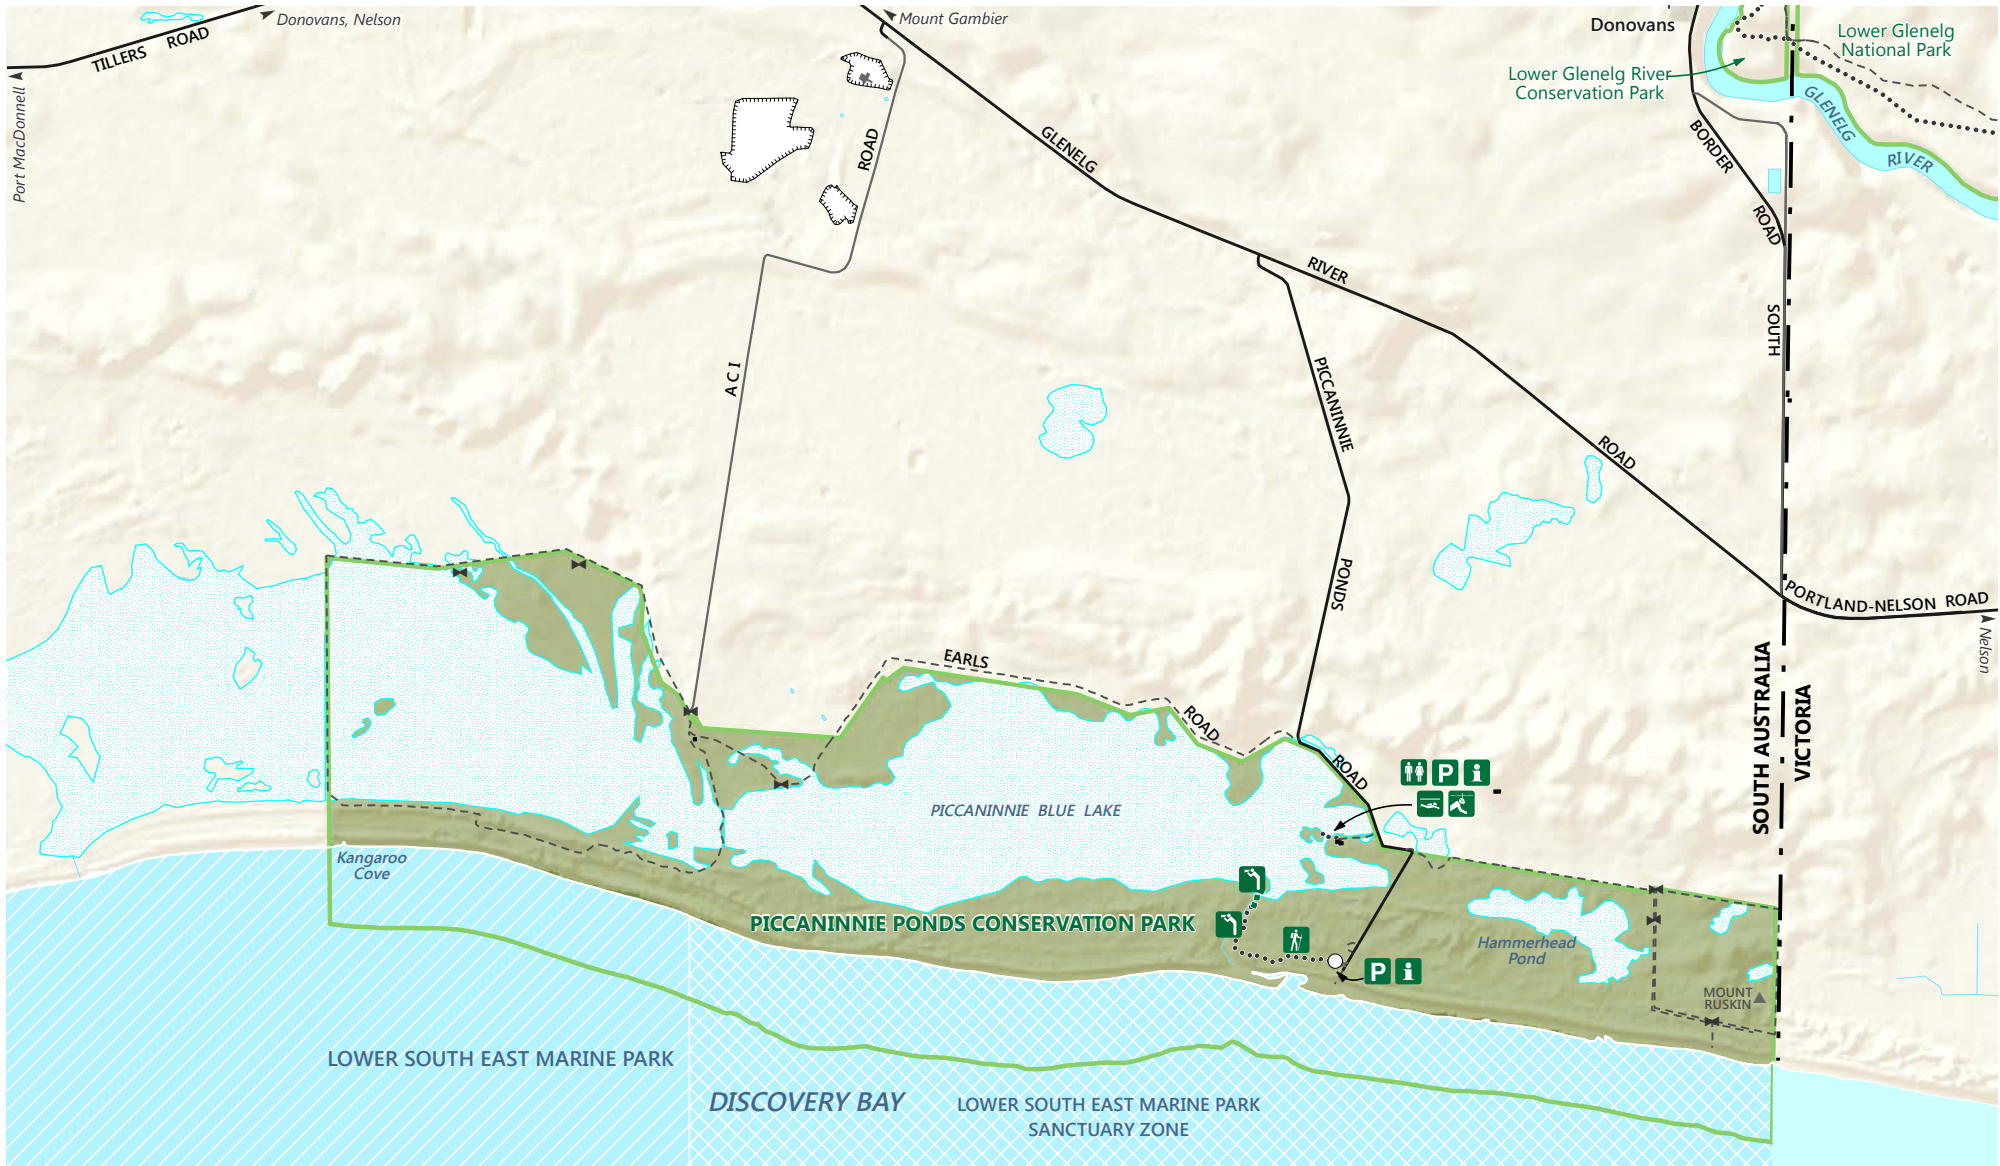 Donovans, Nelson
TILLERS ROAD
Port MacDonnell
Mount Gambier
Donovans
Lower Glenelg
National Park
Lower Glenelg River
Conservation Park
GLENELG
RIVER
BORDER
ROAD
SOUTH
GLENELG
RIVER
ROAD
ROAD
A C I
PICCANINNIE
PONDS
ROAD
PORTLAND-NELSON ROAD
Nelson
EARLS
ROAD
SOUTH AUSTRALIA
VICTORIA
P i
PICCANINNIE BLUE LAKE
Kangaroo
Cove
PICCANINNIE PONDS CONSERVATION PARK
Hammerhead
Pond
P i
MOUNT
RUSKIN
LOWER SOUTH EAST MARINE PARK
DISCOVERY BAY
LOWER SOUTH EAST MARINE PARK
SANCTUARY ZONE